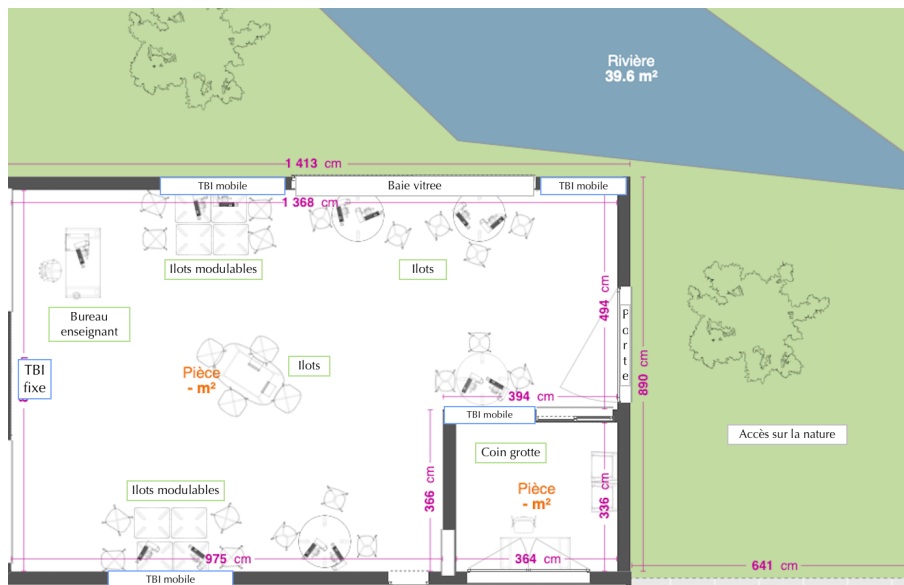 Rivière
39.6 m²
1 413 cm
TBI mobile
Baie vitree
TBI mobile
1 368 cm
Ilots modulables
Ilots
Bureau
enseignant
494 cm
Porte
890 cm
TBI
fixe
Pièce
- m²
Ilots
394 cm
TBI mobile
Accès sur la nature
Coin grotte
366 cm
336 cm
Pièce
- m²
Ilots modulables
975 cm
364 cm
641 cm
TBI mobile